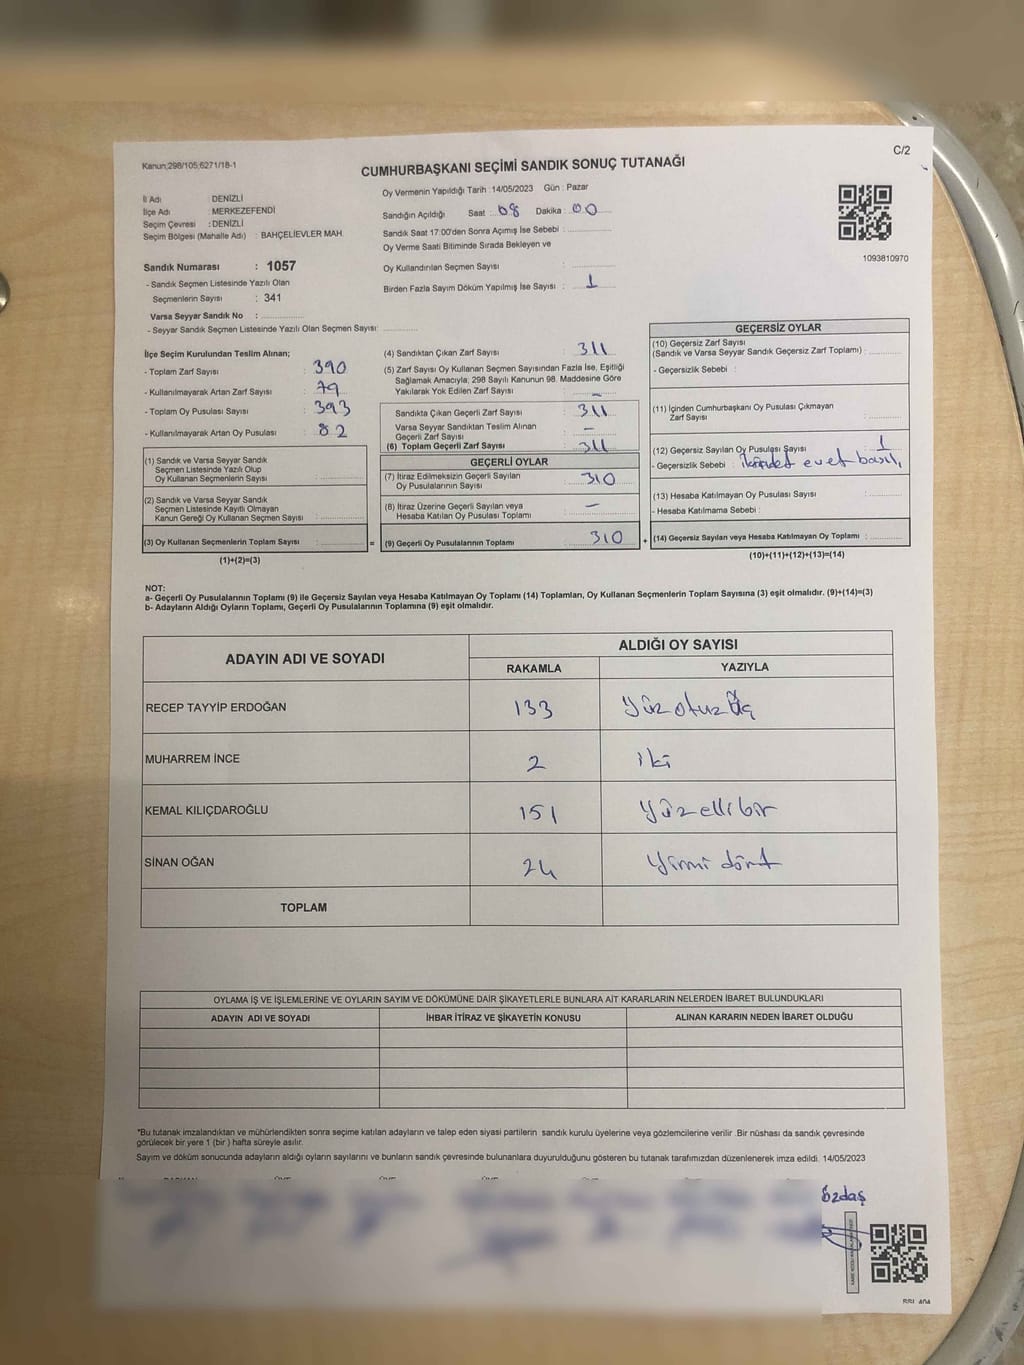 Kanun;298/105;6271/18-1
CUMHURBAŞKANI SEÇİMİ SANDIK SONUÇ TUTANAĞI
C/2
İl Adı : DENİZLİ
İlçe Adı : MERKEZEFENDİ
Seçim Çevresi : DENİZLİ
Seçim Bölgesi (Mahalle Adı) : BAHÇELİEVLER MAH.
Oy Vermenin Yapıldığı Tarih : 14/05/2023 Gün : Pazar
Sandığın Açıldığı Saat : 08 Dakika : 00
Sandık Saat 17:00'den Sonra Açımış İse Sebebi :
Oy Verme Saati Bitiminde Sırada Bekleyen ve
Oy Kullandırılan Seçmen Sayısı :
Birden Fazla Sayım Döküm Yapılmış İse Sayısı : 1
1093810970
Sandık Numarası : 1057
- Sandık Seçmen Listesinde Yazılı Olan
Seçmenlerin Sayısı : 341
Varsa Seyyar Sandık No :
- Seyyar Sandık Seçmen Listesinde Yazılı Olan Seçmen Sayısı:
İlçe Seçim Kurulundan Teslim Alınan;
- Toplam Zarf Sayısı : 390
- Kullanılmayarak Artan Zarf Sayısı : 79
- Toplam Oy Pusulası Sayısı : 393
- Kullanılmayarak Artan Oy Pusulası : 82
(1) Sandık ve Varsa Seyyar Sandık
Seçmen Listesinde Yazılı Olup
Oy Kullanan Seçmenlerin Sayısı :
(2) Sandık ve Varsa Seyyar Sandık
Seçmen Listesinde Kayıtlı Olmayan
Kanun Gereği Oy Kullanan Seçmen Sayısı :
(3) Oy Kullanan Seçmenlerin Toplam Sayısı :
(1)+(2)=(3)
(4) Sandıktan Çıkan Zarf Sayısı : 311
(5) Zarf Sayısı Oy Kullanan Seçmen Sayısından Fazla İse, Eşitliği
Sağlamak Amacıyla, 298 Sayılı Kanunun 98. Maddesine Göre
Yakılarak Yok Edilen Zarf Sayısı : -
Sandıkta Çıkan Geçerli Zarf Sayısı : 311
Varsa Seyyar Sandıktan Teslim Alınan
Geçerli Zarf Sayısı : -
(6) Toplam Geçerli Zarf Sayısı : 311
GEÇERLİ OYLAR
(7) İtiraz Edilmeksizin Geçerli Sayılan
Oy Pusulalarının Sayısı : 310
(8) İtiraz Üzerine Geçerli Sayılan veya
Hesaba Katılan Oy Pusulası Toplamı : -
= (9) Geçerli Oy Pusulalarının Toplamı : 310
GEÇERSİZ OYLAR
(10) Geçersiz Zarf Sayısı
(Sandık ve Varsa Seyyar Sandık Geçersiz Zarf Toplamı) :
- Geçersizlik Sebebi :
(11) İçinden Cumhurbaşkanı Oy Pusulası Çıkmayan
Zarf Sayısı :
(12) Geçersiz Sayılan Oy Pusulası Sayısı : 1
- Geçersizlik Sebebi : evet basılı
(13) Hesaba Katılmayan Oy Pusulası Sayısı :
- Hesaba Katılmama Sebebi :
+ (14) Geçersiz Sayılan veya Hesaba Katılmayan Oy Toplamı :
(10)+(11)+(12)+(13)=(14)
NOT:
a- Geçerli Oy Pusulalarının Toplamı (9) ile Geçersiz Sayılan veya Hesaba Katılmayan Oy Toplamı (14) Toplamları, Oy Kullanan Seçmenlerin Toplam Sayısına (3) eşit olmalıdır. (9)+(14)=(3)
b- Adayların Aldığı Oyların Toplamı, Geçerli Oy Pusulalarının Toplamına (9) eşit olmalıdır.
ADAYIN ADI VE SOYADI
ALDIĞI OY SAYISI
RAKAMLA YAZIYLA
RECEP TAYYİP ERDOĞAN 133 Yüz otuz Üç
MUHARREM İNCE 2 iki
KEMAL KILIÇDAROĞLU 151 Yüz elli bir
SİNAN OĞAN 24 Yirmi dört
TOPLAM
OYLAMA İŞ VE İŞLEMLERİNE VE OYLARIN SAYIM VE DÖKÜMÜNE DAİR ŞİKAYETLERLE BUNLARA AİT KARARLARIN NELERDEN İBARET BULUNDUKLARI
ADAYIN ADI VE SOYADI İHBAR İTİRAZ VE ŞİKAYETİN KONUSU ALINAN KARARIN NEDEN İBARET OLDUĞU
*Bu tutanak imzalandıktan ve mühürlendikten sonra seçime katılan adayların ve talep eden siyasi partilerin sandık kurulu üyelerine veya gözlemcilerine verilir .Bir nüshası da sandık çevresinde
görülecek bir yere 1 (bir ) hafta süreyle asılır.
Sayım ve döküm sonucunda adayların aldığı oyların sayılarını ve bunların sandık çevresinde bulunanlara duyurulduğunu gösteren bu tutanak tarafımızdan düzenlenerek imza edildi. 14/05/2023
Özdaş